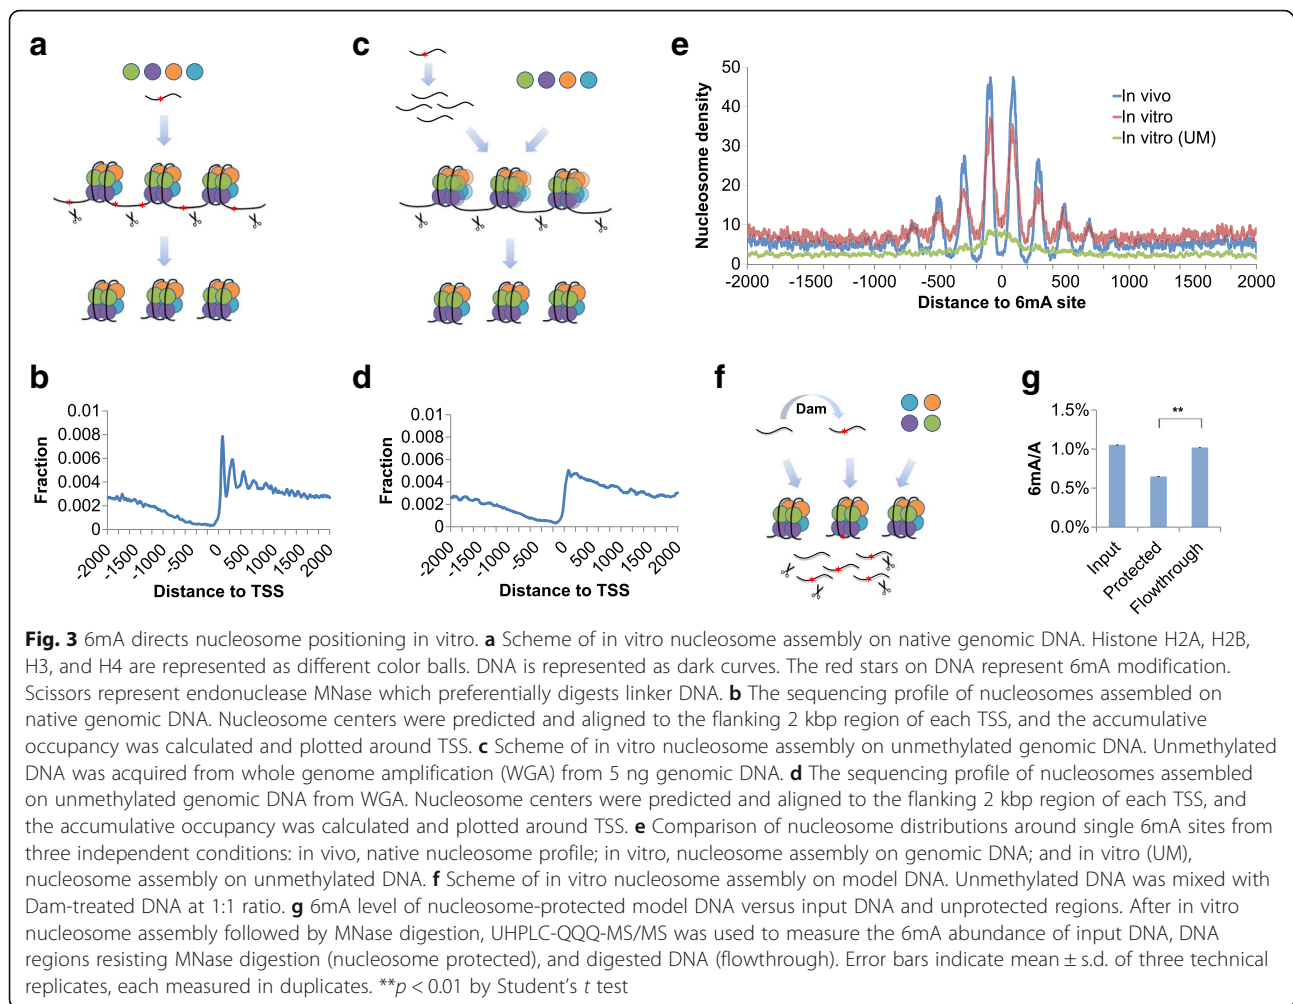 a
c
e
50
40
30
20
10
0
Nucleosome density
In vivo
In vitro
In vitro (UM)
-2000 -1500 -1000 -500 0 500 1000 1500 2000
Distance to 6mA site
b
0.01
0.008
0.006
0.004
0.002
0
Fraction
-2000 -1500 -1000 -500 0 500 1000 1500 2000
Distance to TSS
d
0.01
0.008
0.006
0.004
0.002
0
Fraction
-2000 -1500 -1000 -500 0 500 1000 1500 2000
Distance to TSS
f
Dam
g
1.5%
1.0%
0.5%
0.0%
6mA/A
**
Input
Protected
Flowthrough
Fig. 3 6mA directs nucleosome positioning in vitro. a Scheme of in vitro nucleosome assembly on native genomic DNA. Histone H2A, H2B,
H3, and H4 are represented as different color balls. DNA is represented as dark curves. The red stars on DNA represent 6mA modification.
Scissors represent endonuclease MNase which preferentially digests linker DNA. b The sequencing profile of nucleosomes assembled on
native genomic DNA. Nucleosome centers were predicted and aligned to the flanking 2 kbp region of each TSS, and the accumulative
occupancy was calculated and plotted around TSS. c Scheme of in vitro nucleosome assembly on unmethylated genomic DNA. Unmethylated
DNA was acquired from whole genome amplification (WGA) from 5 ng genomic DNA. d The sequencing profile of nucleosomes assembled
on unmethylated genomic DNA from WGA. Nucleosome centers were predicted and aligned to the flanking 2 kbp region of each TSS, and
the accumulative occupancy was calculated and plotted around TSS. e Comparison of nucleosome distributions around single 6mA sites from
three independent conditions: in vivo, native nucleosome profile; in vitro, nucleosome assembly on genomic DNA; and in vitro (UM),
nucleosome assembly on unmethylated DNA. f Scheme of in vitro nucleosome assembly on model DNA. Unmethylated DNA was mixed with
Dam-treated DNA at 1:1 ratio. g 6mA level of nucleosome-protected model DNA versus input DNA and unprotected regions. After in vitro
nucleosome assembly followed by MNase digestion, UHPLC-QQQ-MS/MS was used to measure the 6mA abundance of input DNA, DNA
regions resisting MNase digestion (nucleosome protected), and digested DNA (flowthrough). Error bars indicate mean ± s.d. of three technical
replicates, each measured in duplicates. **p < 0.01 by Student's t test